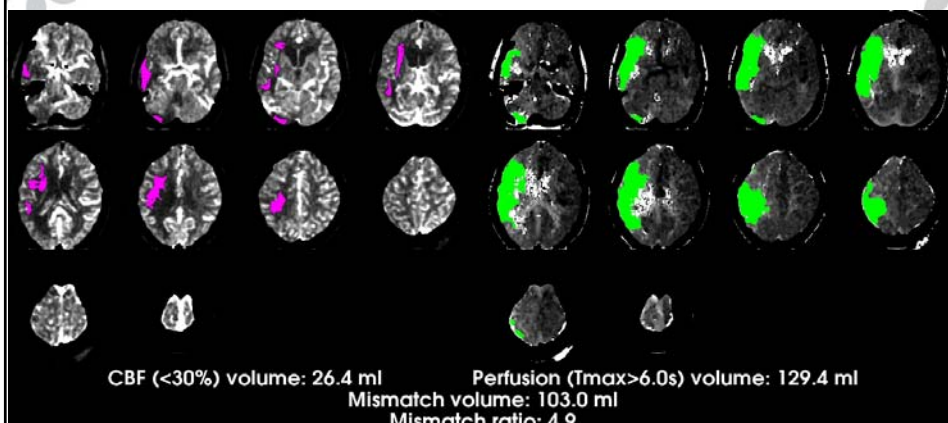 CBF (<30%) volume: 26.4 ml
Perfusion (Tmax>6.0s) volume: 129.4 ml
Mismatch volume: 103.0 ml
Mismatch ratio: 4.9